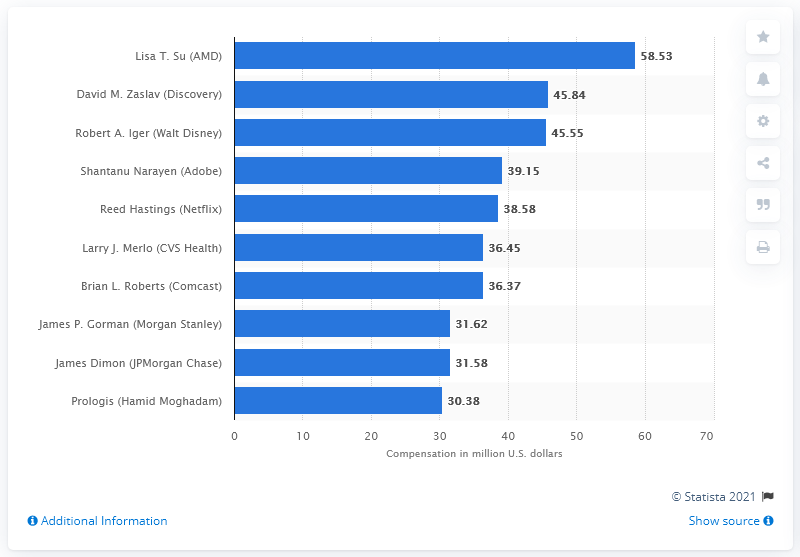 Lisa T. Su (AMD) 58.53
David M. Zaslav (Discovery) 45.84
Robert A. Iger (Walt Disney) 45.55
Shantanu Narayen (Adobe) 39.15
Reed Hastings (Netflix) 38.58
Larry J. Merlo (CVS Health) 36.45
Brian L. Roberts (Comcast) 36.37
James P. Gorman (Morgan Stanley) 31.62
James Dimon (JPMorgan Chase) 31.58
Prologis (Hamid Moghadam) 30.38
0 10 20 30 40 50 60 70
Compensation in million U.S. dollars
© Statista 2021
Additional Information Show source